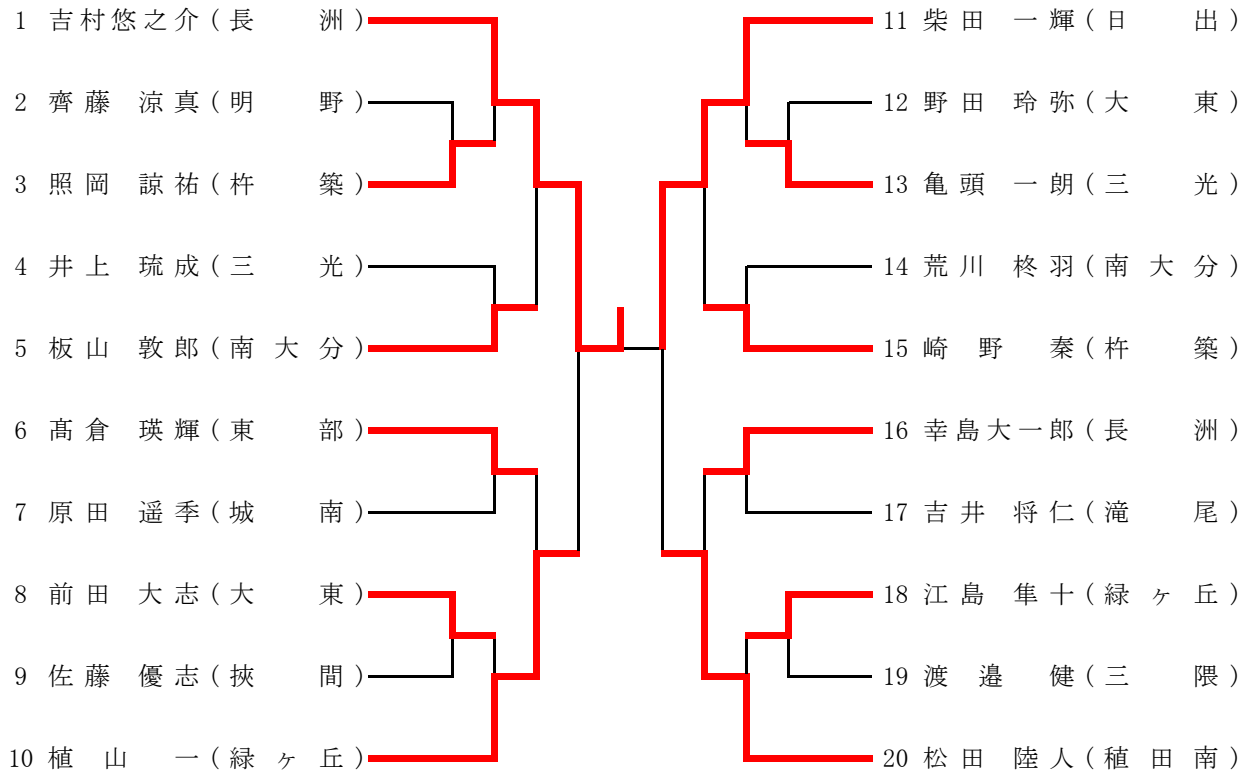 1 吉村悠之介(長洲)
2 齊藤涼真(明野)
3 照岡諒祐(杵築)
4 井上琉成(三光)
5 板山敦郎(南大分)
6 髙倉瑛輝(東部)
7 原田遥季(城南)
8 前田大志(大東)
9 佐藤優志(挾間)
10 植山一(緑ヶ丘)
11 柴田一輝(日出)
12 野田玲弥(大東)
13 亀頭一朗(三光)
14 荒川柊羽(南大分)
15 崎野秦(杵築)
16 幸島大一郎(長洲)
17 吉井将仁(滝尾)
18 江島隼十(緑ヶ丘)
19 渡邉健(三隈)
20 松田陸人(稙田南)